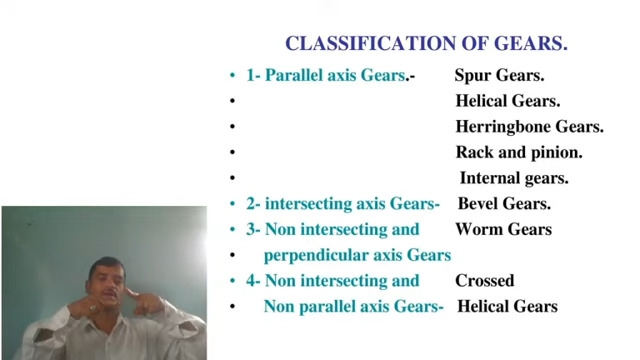 CLASSIFICATION OF GEARS.
• 1- Parallel axis Gears.- Spur Gears.
• Helical Gears.
• Herringbone Gears.
• Rack and pinion.
• Internal gears.
• 2- intersecting axis Gears- Bevel Gears.
• 3- Non intersecting and Worm Gears
• perpendicular axis Gears
• 4- Non intersecting and Crossed
• Non parallel axis Gears- Helical Gears